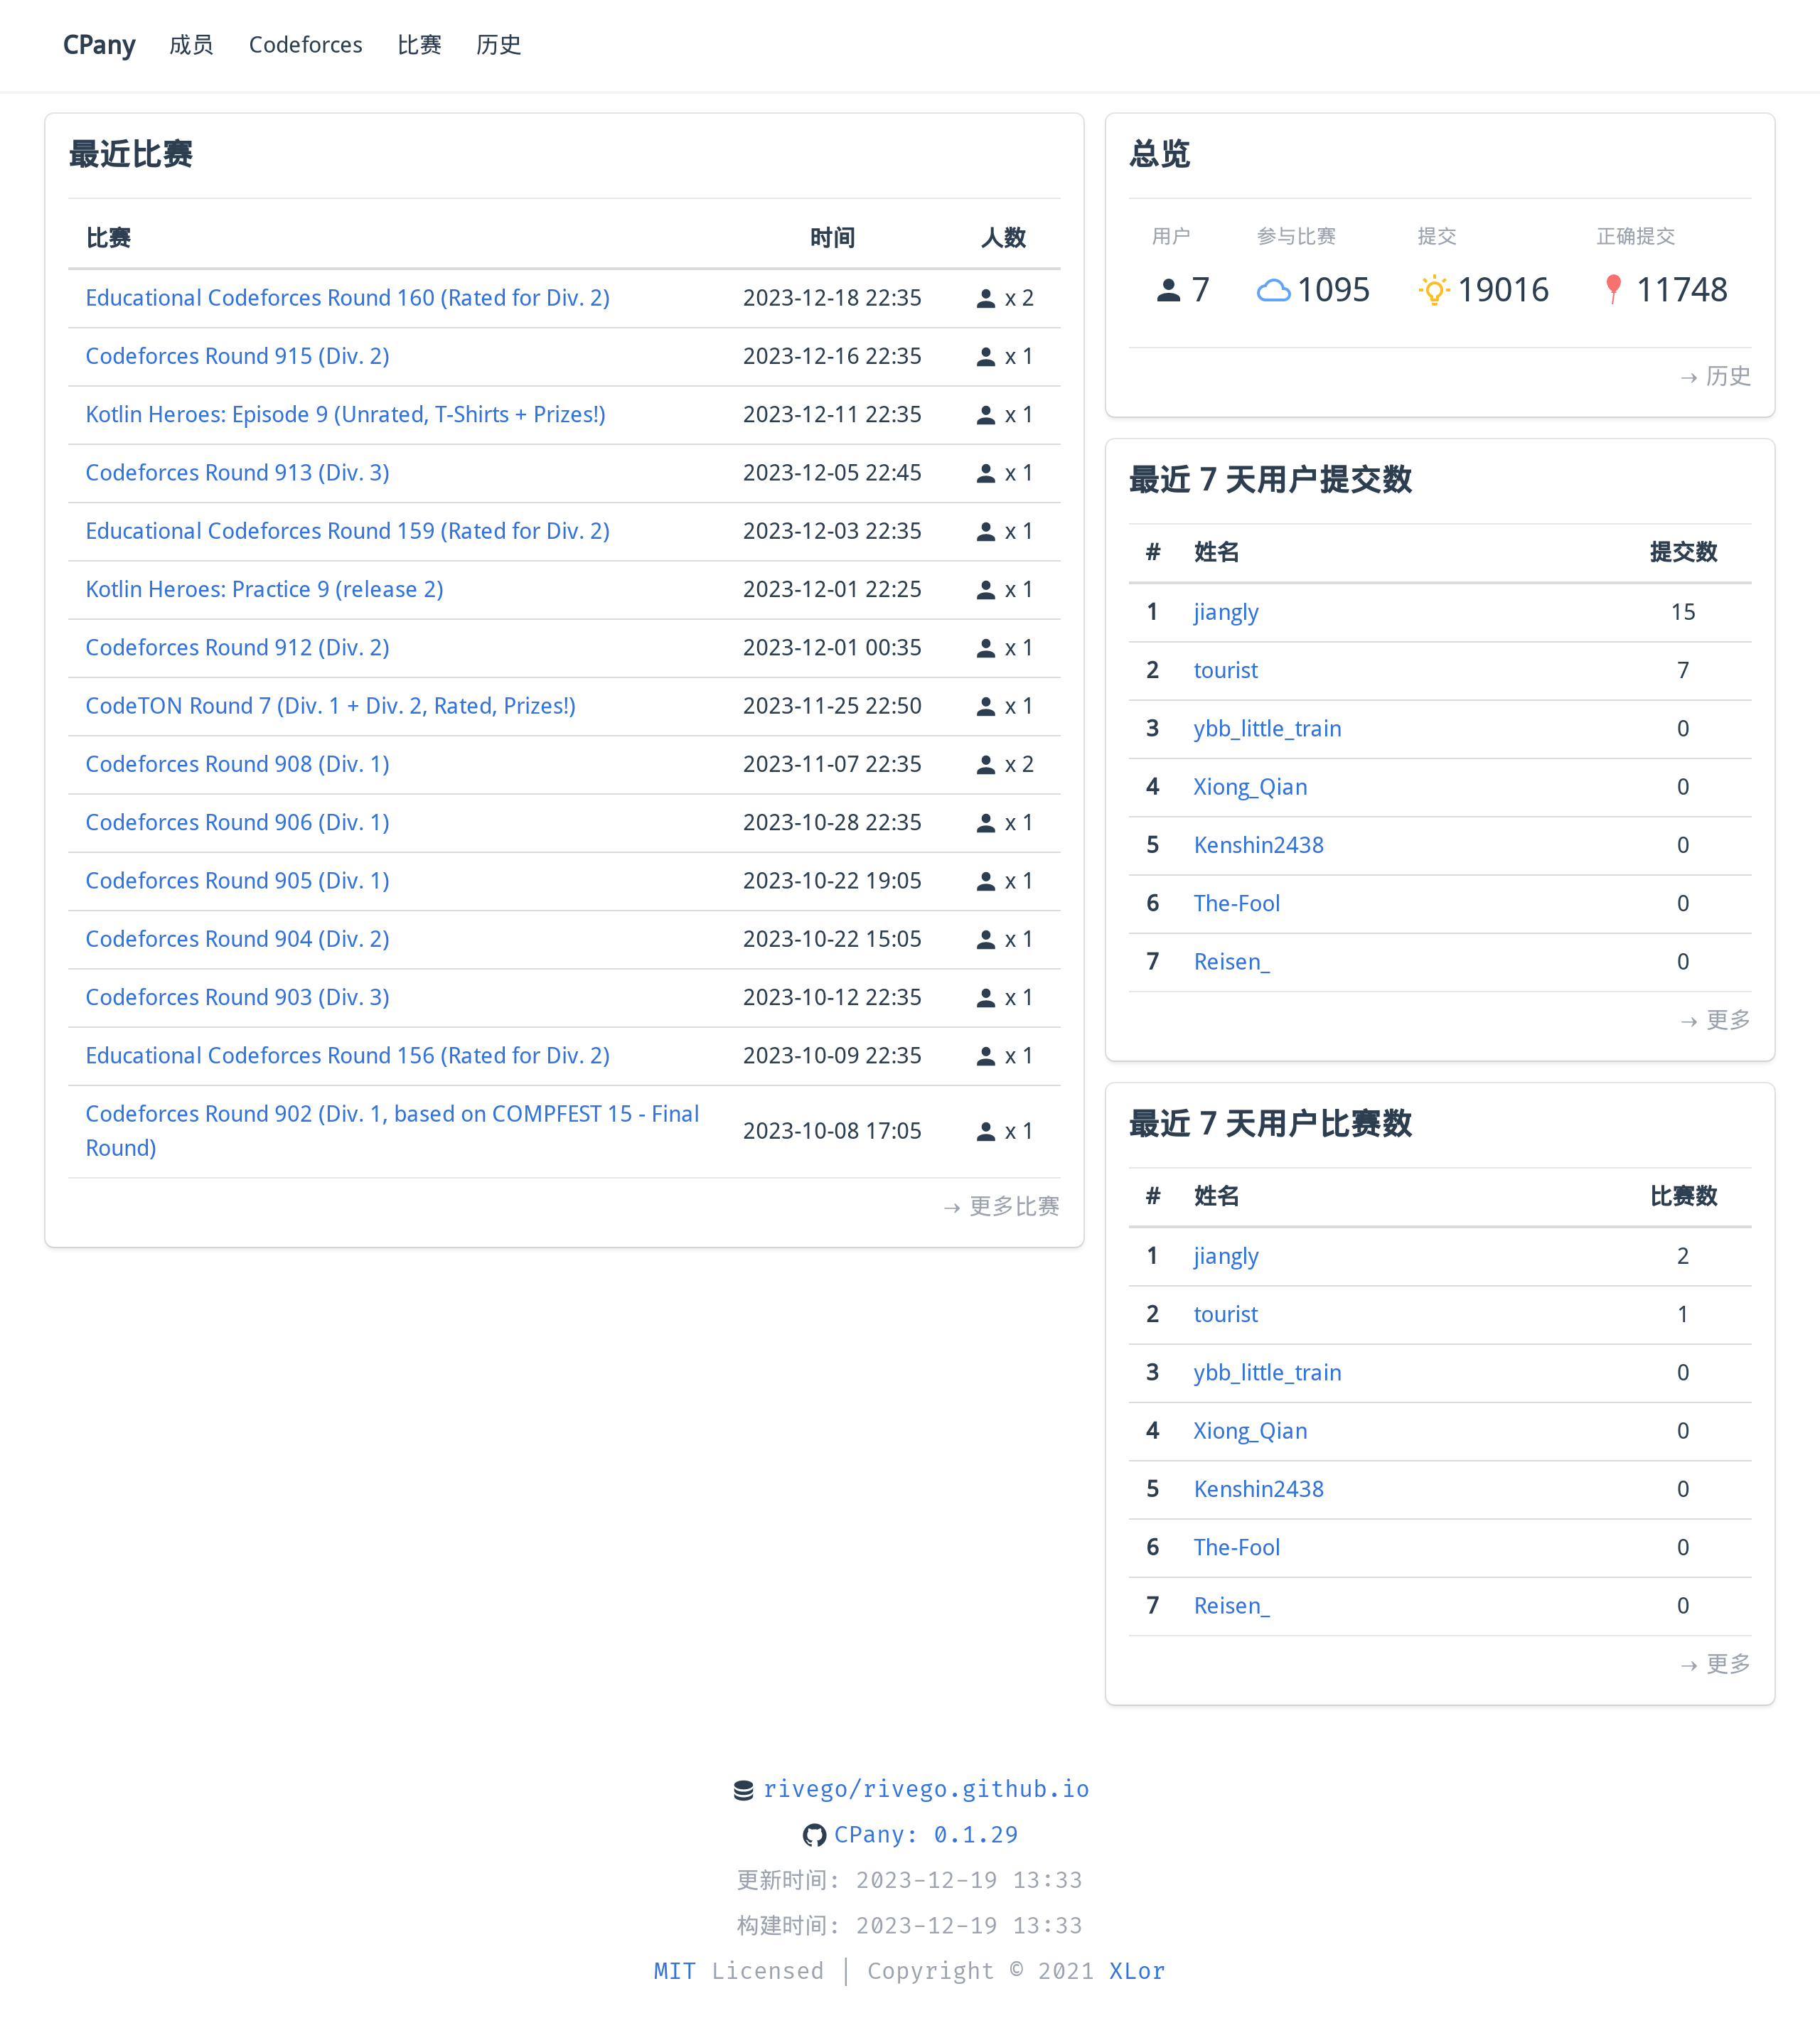 CPany 成员 Codeforces 比赛 历史
最近比赛
比赛 时间 人数
Educational Codeforces Round 160 (Rated for Div. 2) 2023-12-18 22:35 x 2
Codeforces Round 915 (Div. 2) 2023-12-16 22:35 x 1
Kotlin Heroes: Episode 9 (Unrated, T-Shirts + Prizes!) 2023-12-11 22:35 x 1
Codeforces Round 913 (Div. 3) 2023-12-05 22:45 x 1
Educational Codeforces Round 159 (Rated for Div. 2) 2023-12-03 22:35 x 1
Kotlin Heroes: Practice 9 (release 2) 2023-12-01 22:25 x 1
Codeforces Round 912 (Div. 2) 2023-12-01 00:35 x 1
CodeTON Round 7 (Div. 1 + Div. 2, Rated, Prizes!) 2023-11-25 22:50 x 1
Codeforces Round 908 (Div. 1) 2023-11-07 22:35 x 2
Codeforces Round 906 (Div. 1) 2023-10-28 22:35 x 1
Codeforces Round 905 (Div. 1) 2023-10-22 19:05 x 1
Codeforces Round 904 (Div. 2) 2023-10-22 15:05 x 1
Codeforces Round 903 (Div. 3) 2023-10-12 22:35 x 1
Educational Codeforces Round 156 (Rated for Div. 2) 2023-10-09 22:35 x 1
Codeforces Round 902 (Div. 1, based on COMPFEST 15 - Final
Round) 2023-10-08 17:05 x 1
→ 更多比赛
总览
用户 参与比赛 提交 正确提交
7 1095 19016 11748
→ 历史
最近 7 天用户提交数
# 姓名 提交数
1 jiangly 15
2 tourist 7
3 ybb_little_train 0
4 Xiong_Qian 0
5 Kenshin2438 0
6 The-Fool 0
7 Reisen_ 0
→ 更多
最近 7 天用户比赛数
# 姓名 比赛数
1 jiangly 2
2 tourist 1
3 ybb_little_train 0
4 Xiong_Qian 0
5 Kenshin2438 0
6 The-Fool 0
7 Reisen_ 0
→ 更多
rivego/rivego.github.io
CPany: 0.1.29
更新时间: 2023-12-19 13:33
构建时间: 2023-12-19 13:33
MIT Licensed | Copyright © 2021 XLor